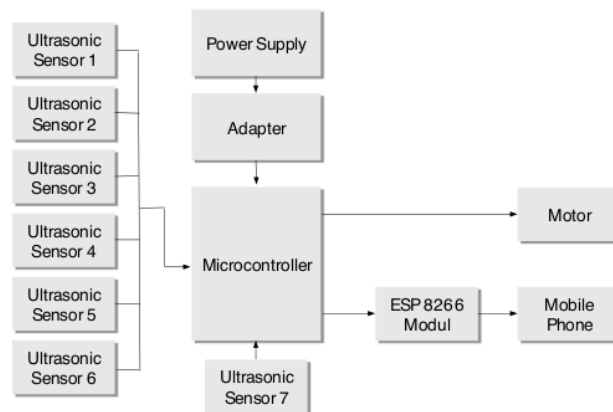 Ultrasonic
Sensor 1
Ultrasonic
Sensor 2
Ultrasonic
Sensor 3
Ultrasonic
Sensor 4
Ultrasonic
Sensor 5
Ultrasonic
Sensor 6
Power Supply
Adapter
Microcontroller
Ultrasonic
Sensor 7
Motor
ESP 8266
Modul
Mobile
Phone